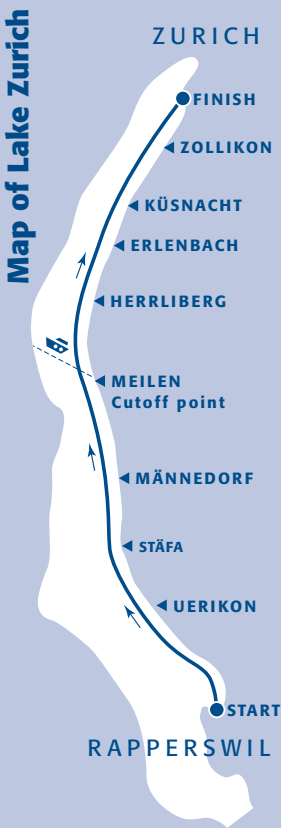 Map of Lake Zurich
ZURICH
FINISH
ZOLLIKON
KÜSNACHT
ERLENBACH
HERRLIBERG
MEILEN
Cutoff point
MÄNNEDORF
STÄFA
UERIKON
START
RAPPERSWIL